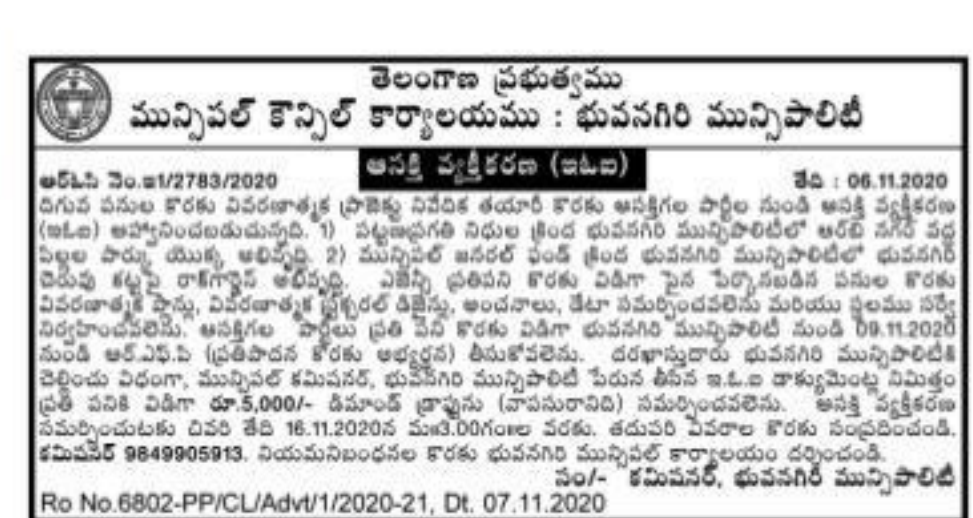 తెలంగాణ ప్రభుత్వము
మున్సిపల్ కౌన్సిల్ కార్యాలయము : భువనగిరి మున్సిపాలిటీ
ఆసక్తి వ్యక్తీకరణ (ఇఓఐ)
ఆర్ఓసి నెం.ఇ1/2783/2020 తేది : 06.11.2020
దిగువ పనుల కొరకు వివరణాత్మక ప్రాజెక్టు నివేదిక తయారీ కొరకు ఆసక్తిగల పార్టీల నుండి ఆసక్తి వ్యక్తీకరణ
(ఇఓఐ) ఆహ్వానించబడుచున్నది. 1) పట్టణప్రగతి నిధుల క్రింద భువనగిరి మున్సిపాలిటీలో ఆర్‌బి నగర్ వద్ద
పిల్లల పార్కు యొక్క అభివృద్ధి. 2) మున్సిపల్ జనరల్ ఫండ్ క్రింద భువనగిరి మున్సిపాలిటీలో భువనగిరి
చెరువు కట్టపై రాక్‌గార్డెన్ అభివృద్ధి. ఏజెన్సీ ప్రతిపని కొరకు విడిగా పైన పేర్కొనబడిన పనుల కొరకు
వివరణాత్మక ప్లాన్లు, వివరణాత్మక స్ట్రక్చరల్ డిజైన్లు, అంచనాలు, డేటా సమర్పించవలెను మరియు స్థలము సర్వే
నిర్వహించవలెను. ఆసక్తిగల పార్టీలు ప్రతి పని కొరకు విడిగా భువనగిరి మున్సిపాలిటీ నుండి 09.11.2020
నుండి ఆర్.ఎఫ్.పి (ప్రతిపాదన కొరకు అభ్యర్థన) తీసుకోవలెను. దరఖాస్తుదారు భువనగిరి మున్సిపాలిటీకి
చెల్లించు విధంగా, మున్సిపల్ కమిషనర్, భువనగిరి మున్సిపాలిటీ పేరున తీసిన ఇ.ఓ.ఐ డాక్యుమెంట్ల నిమిత్తం
ప్రతి పనికి విడిగా రూ.5,000/- డిమాండ్ డ్రాఫ్టును (వాపసురానిది) సమర్పించవలెను. ఆసక్తి వ్యక్తీకరణ
సమర్పించుటకు చివరి తేది 16.11.2020న మ॥3.00గం॥ల వరకు. తదుపరి వివరాల కొరకు సంప్రదించండి.
కమిషనర్ 9849905913. నియమనిబంధనల కొరకు భువనగిరి మున్సిపల్ కార్యాలయం దర్శించండి.
సం/- కమిషనర్, భువనగిరి మున్సిపాలిటీ
Ro No.6802-PP/CL/Advt/1/2020-21, Dt. 07.11.2020